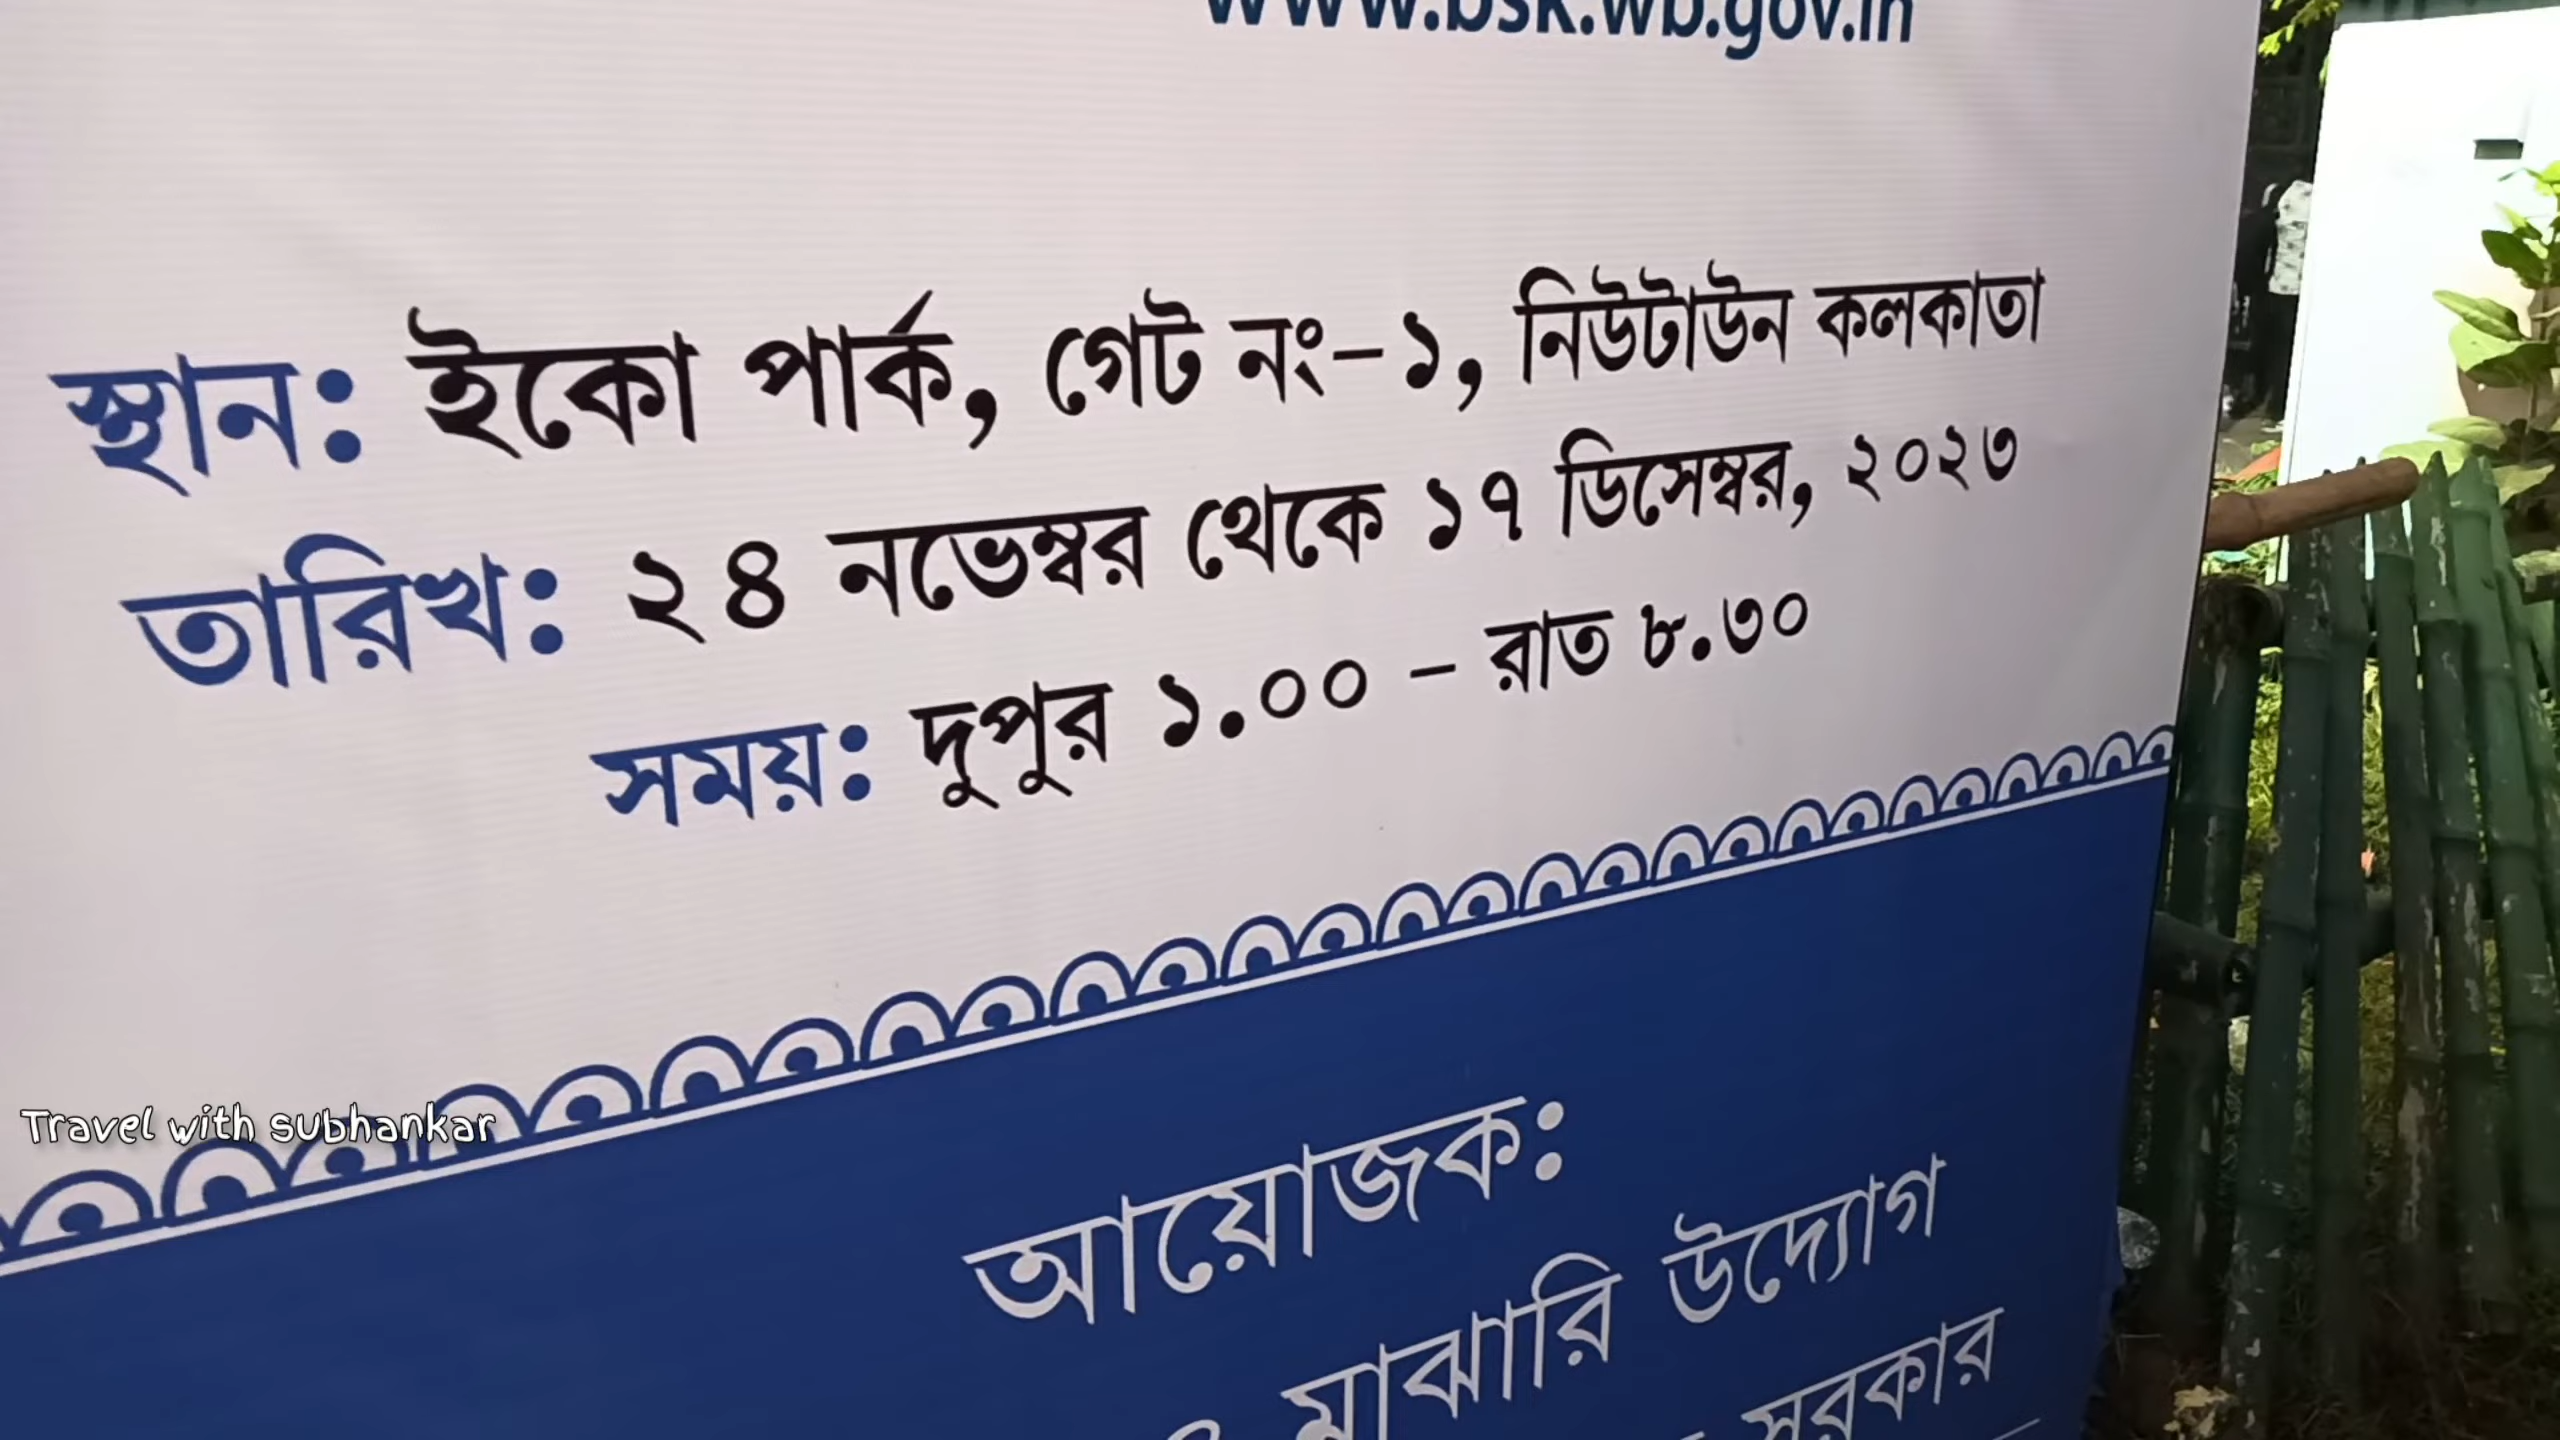 www.bsk.wb.gov.in
স্থান: ইকো পার্ক, গেট নং-১, নিউটাউন কলকাতা
তারিখ: ২৪ নভেম্বর থেকে ১৭ ডিসেম্বর, ২০২৩
সময়: দুপুর ১.০০ - রাত ৮.৩০
Travel with subhankar
আয়োজক:
ও মাঝারি উদ্যোগ
সরকার